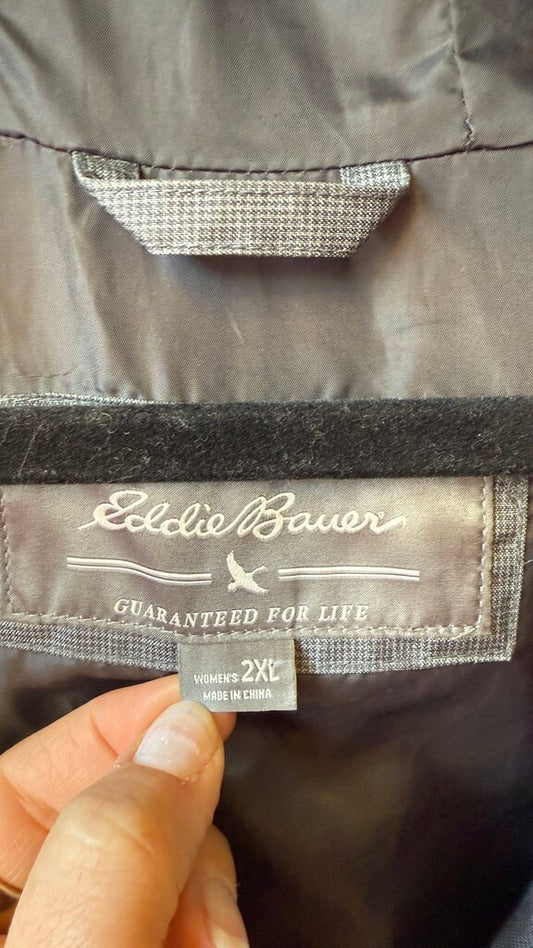 Eddie Bauer
GUARANTEED FOR LIFE
WOMEN'S 2XL
MADE IN CHINA